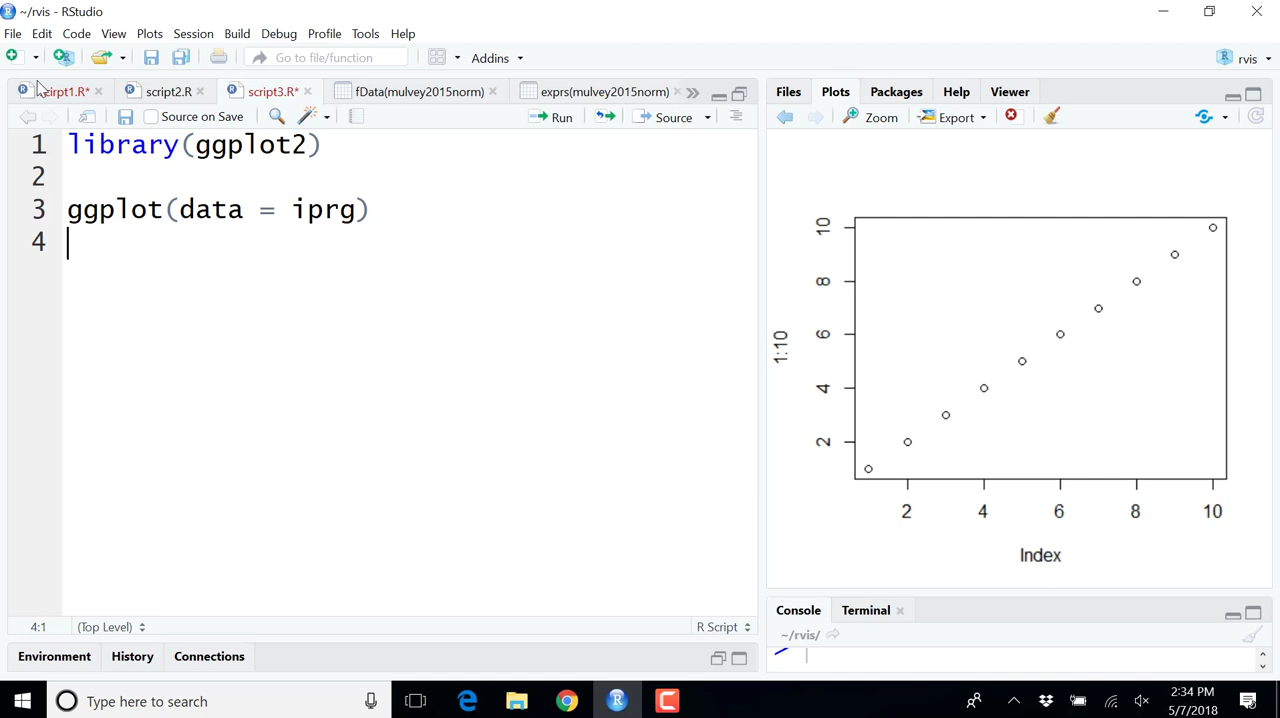 ~/rvis - RStudio
File Edit Code View Plots Session Build Debug Profile Tools Help
Go to file/function Addins rvis
script2.R script3.R* fData(mulvey2015norm) exprs(mulvey2015norm)
Files Plots Packages Help Viewer
Source on Save Run Source
Zoom Export
1 library(ggplot2)
2
3 ggplot(data = iprg)
4
10
8
6
4
2
1:10
2 4 6 8 10
Index
4:1 (Top Level) R Script
Console Terminal
~/rvis/
Environment History Connections
Type here to search
2:34 PM
5/7/2018